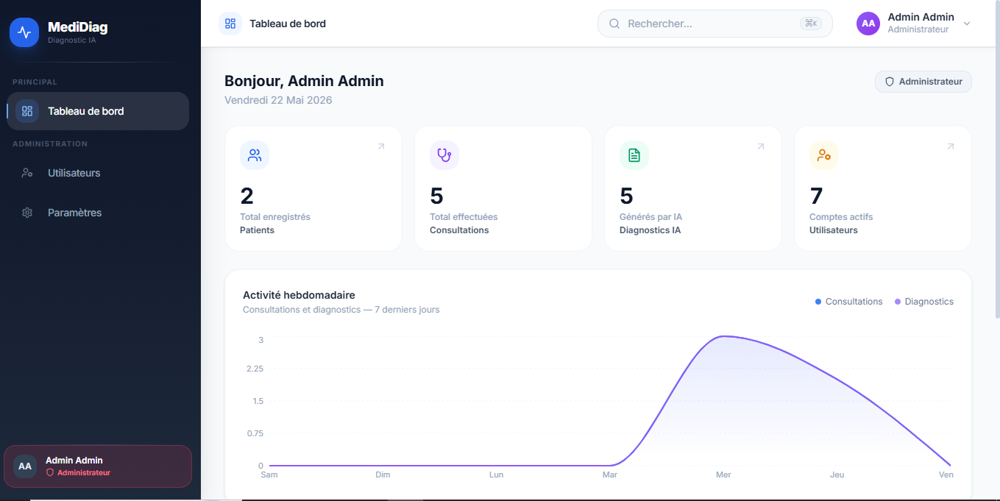 MediDiag
Diagnostic IA
PRINCIPAL
Tableau de bord
ADMINISTRATION
Utilisateurs
Paramètres
AA
Admin Admin
Administrateur
Tableau de bord
Rechercher...
⌘K
AA
Admin Admin
Administrateur
Bonjour, Admin Admin
Vendredi 22 Mai 2026
Administrateur
2
Total enregistrés
Patients
5
Total effectuées
Consultations
5
Générés par IA
Diagnostics IA
7
Comptes actifs
Utilisateurs
Activité hebdomadaire
Consultations et diagnostics — 7 derniers jours
Consultations
Diagnostics
3
2.25
1.5
0.75
0
Sam Dim Lun Mar Mer Jeu Ven